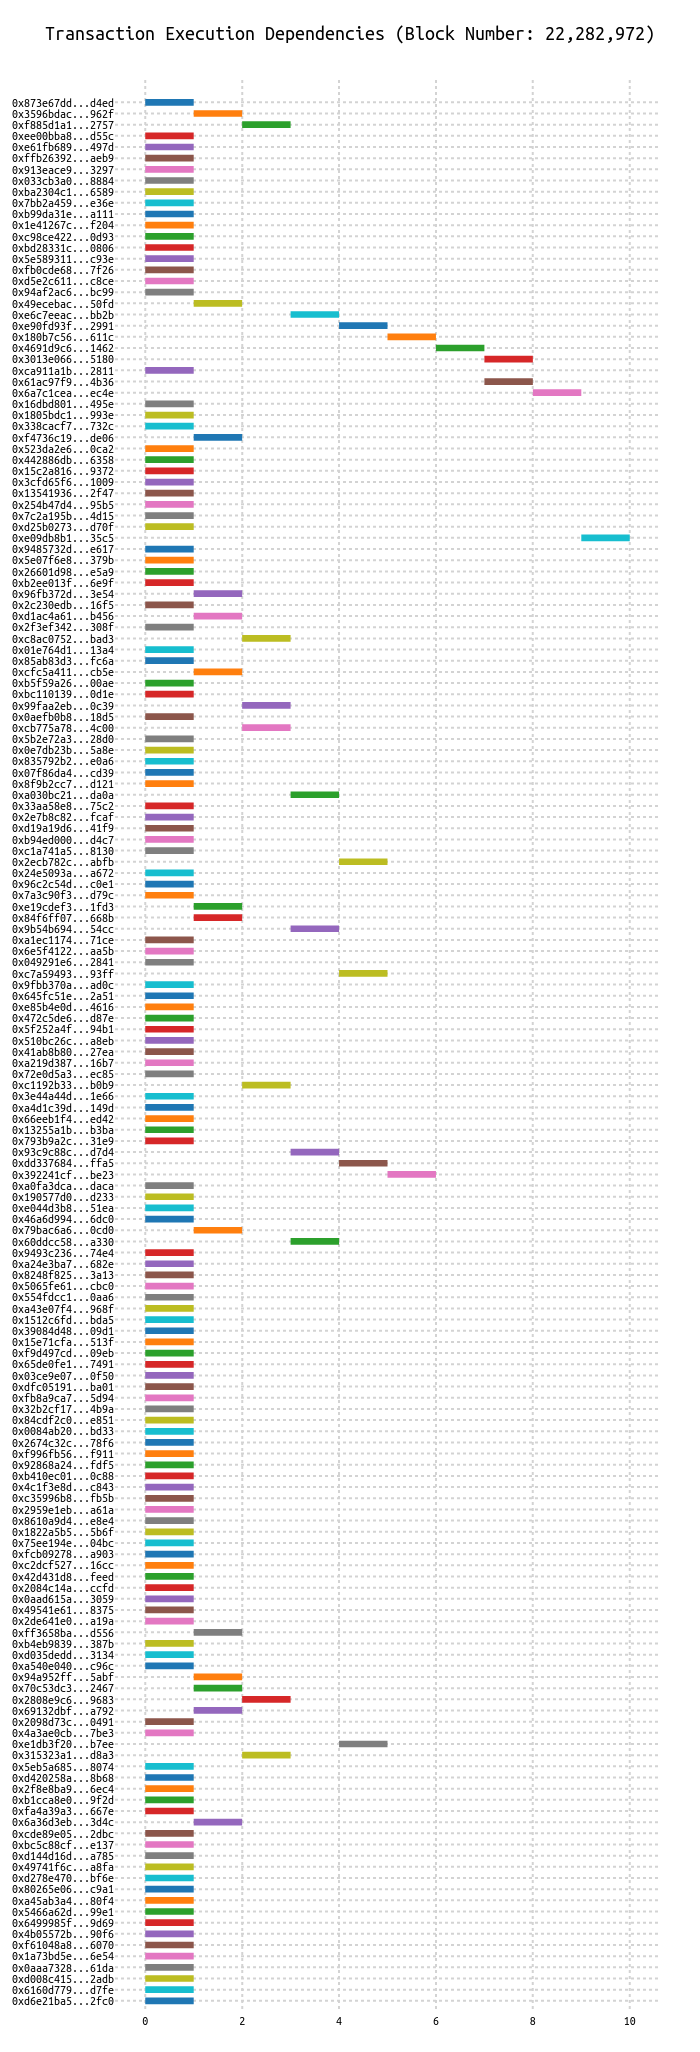 Transaction Execution Dependencies (Block Number: 22,282,972)
0x873e67dd...d4ed
0x3596bdac...962f
0xf885d1a1...2757
0xee00bba8...d55c
0xe61fb689...497d
0xffb26392...aeb9
0x913eace9...3297
0x033cb3a0...8884
0xba2304c1...6589
0x7bb2a459...e36e
0xb99da31e...a111
0x1e41267c...f204
0xc98ce422...0d93
0xbd28331c...0806
0x5e589311...c93e
0xfb0cde68...7f26
0xd5e2c611...c8ce
0x94af2ac6...bc99
0x49ecebac...50fd
0xe6c7eeac...bb2b
0xe90fd93f...2991
0x180b7c56...611c
0x4691d9c6...1462
0x3013e066...5180
0xca911a1b...2811
0x61ac97f9...4b36
0x6a7c1cea...ec4e
0x16dbd801...495e
0x1805bdc1...993e
0x338cacf7...732c
0xf4736c19...de06
0x523da2e6...0ca2
0x442886db...6358
0x15c2a816...9372
0x3cfd65f6...1009
0x13541936...2f47
0x254b47d4...95b5
0x7c2a195b...4d15
0xd25b0273...d70f
0xe09db8b1...35c5
0x9485732d...e617
0x5e07f6e8...379b
0x26601d98...e5a9
0xb2ee013f...6e9f
0x96fb372d...3e54
0x2c230edb...16f5
0xd1ac4a61...b456
0x2f3ef342...308f
0xc8ac0752...bad3
0x01e764d1...13a4
0x85ab83d3...fc6a
0xcfc5a411...cb5e
0xb5f59a26...00ae
0xbc110139...0d1e
0x99faa2eb...0c39
0x0aefb0b8...18d5
0xcb775a78...4c00
0x5b2e72a3...28d0
0x0e7db23b...5a8e
0x835792b2...e0a6
0x07f86da4...cd39
0x8f9b2cc7...d121
0xa030bc21...da0a
0x33aa58e8...75c2
0x2e7b8c82...fcaf
0xd19a19d6...41f9
0xb94ed000...d4c7
0xc1a741a5...8130
0x2ecb782c...abfb
0x24e5093a...a672
0x96c2c54d...c0e1
0x7a3c90f3...d79c
0xe19cdef3...1fd3
0x84f6ff07...668b
0x9b54b694...54cc
0xa1ec1174...71ce
0x6e5f4122...aa5b
0x049291e6...2841
0xc7a59493...93ff
0x9fbb370a...ad0c
0x645fc51e...2a51
0xe85b4e0d...4616
0x472c5de6...d87e
0x5f252a4f...94b1
0x510bc26c...a8eb
0x41ab8b80...27ea
0xa219d387...16b7
0x72e0d5a3...ec85
0xc1192b33...b0b9
0x3e44a44d...1e66
0xa4d1c39d...149d
0x66eeb1f4...ed42
0x13255a1b...b3ba
0x793b9a2c...31e9
0x93c9c88c...d7d4
0xdd337684...ffa5
0x392241cf...be23
0xa0fa3dca...daca
0x190577d0...d233
0xe044d3b8...51ea
0x46a6d994...6dc0
0x79bac6a6...0cd0
0x60ddcc58...a330
0x9493c236...74e4
0xa24e3ba7...682e
0x8248f825...3a13
0x5065fe61...cbc0
0x554fdcc1...0aa6
0xa43e07f4...968f
0x1512c6fd...bda5
0x39084d48...09d1
0x15e71cfa...513f
0xf9d497cd...09eb
0x65de0fe1...7491
0x03ce9e07...0f50
0xdfc05191...ba01
0xfb8a9ca7...5d94
0x32b2cf17...4b9a
0x84cdf2c0...e851
0x0084ab20...bd33
0x2674c32c...78f6
0xf996fb56...f911
0x92868a24...fdf5
0xb410ec01...0c88
0x4c1f3e8d...c843
0xc35996b8...fb5b
0x2959e1eb...a61a
0x8610a9d4...e8e4
0x1822a5b5...5b6f
0x75ee194e...04bc
0xfcb09278...a903
0xc2dcf527...16cc
0x42d431d8...feed
0x2084c14a...ccfd
0x0aad615a...3059
0x49541e61...8375
0x2de641e0...a19a
0xff3658ba...d556
0xb4eb9839...387b
0xd035dedd...3134
0xa540e040...c96c
0x94a952ff...5abf
0x70c53dc3...2467
0x2808e9c6...9683
0x69132dbf...a792
0x2098d73c...0491
0x4a3ae0cb...7be3
0xe1db3f20...b7ee
0x315323a1...d8a3
0x5eb5a685...8074
0xd420258a...8b68
0x2f8e8ba9...6ec4
0xb1cca8e0...9f2d
0xfa4a39a3...667e
0x6a36d3eb...3d4c
0xcde89e05...2dbc
0xbc5c88cf...e137
0xd144d16d...a785
0x49741f6c...a8fa
0xd278e470...bf6e
0x80265e06...c9a1
0xa45ab3a4...80f4
0x5466a62d...99e1
0x6499985f...9d69
0x4b05572b...90f6
0xf61048a8...6070
0x1a73bd5e...6e54
0x0aaa7328...61da
0xd008c415...2adb
0x6160d779...d7fe
0xd6e21ba5...2fc0
0 2 4 6 8 10